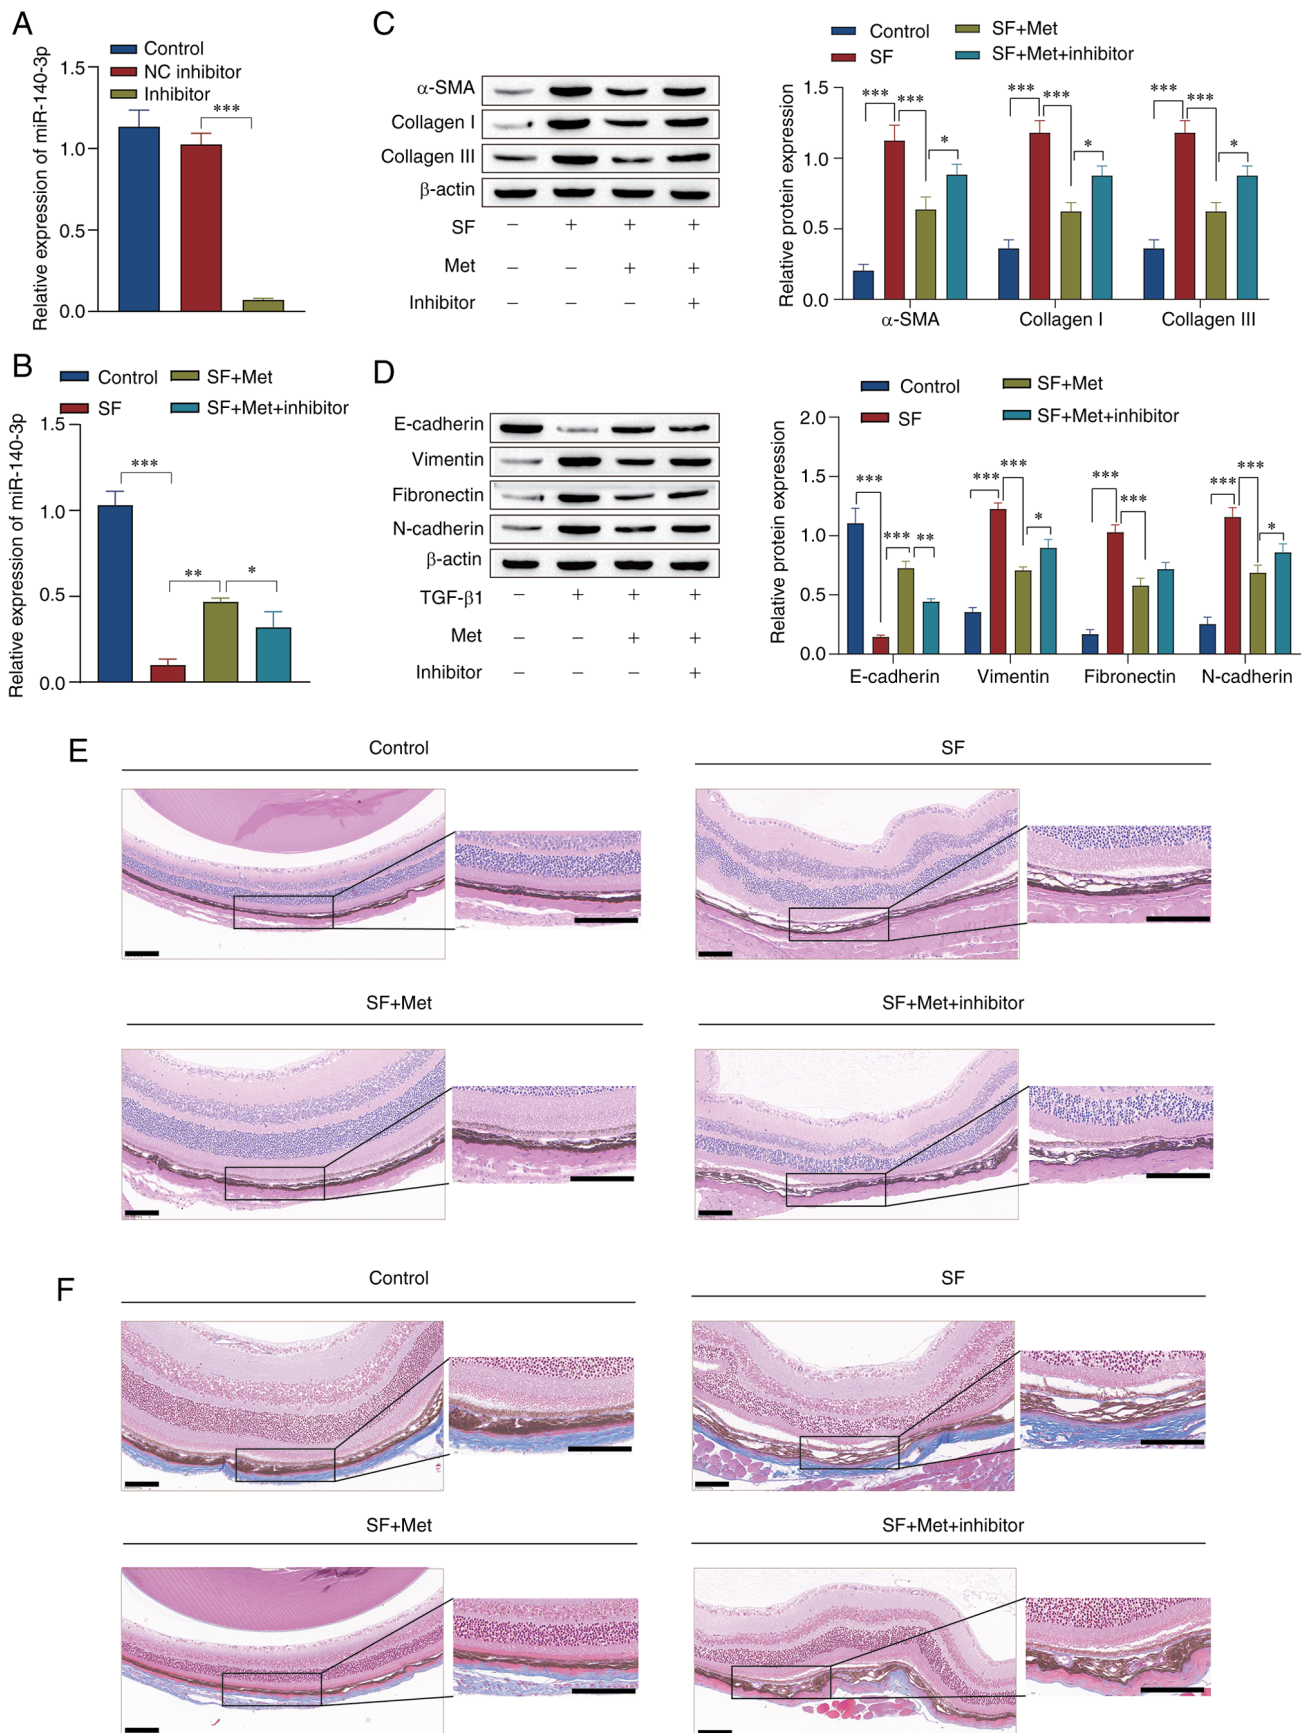 A
Control
NC inhibitor
Inhibitor
***
Relative expression of miR-140-3p
1.5
1.0
0.5
0.0
B
Control
SF+Met
SF
SF+Met+inhibitor
***
**
*
Relative expression of miR-140-3p
1.5
1.0
0.5
0.0
C
α-SMA
Collagen I
Collagen III
β-actin
SF − + + +
Met − − + +
Inhibitor − − − +
Control
SF+Met
SF
SF+Met+inhibitor
Relative protein expression
1.5
1.0
0.5
0.0
*** *** *
*** *** *
*** *** *
α-SMA Collagen I Collagen III
D
E-cadherin
Vimentin
Fibronectin
N-cadherin
β-actin
TGF-β1 − + + +
Met − − + +
Inhibitor − − − +
Control
SF+Met
SF
SF+Met+inhibitor
Relative protein expression
2.0
1.5
1.0
0.5
0.0
*** *** **
*** *** *
*** ***
*** *** *
E-cadherin Vimentin Fibronectin N-cadherin
E
Control
SF
SF+Met
SF+Met+inhibitor
F
Control
SF
SF+Met
SF+Met+inhibitor